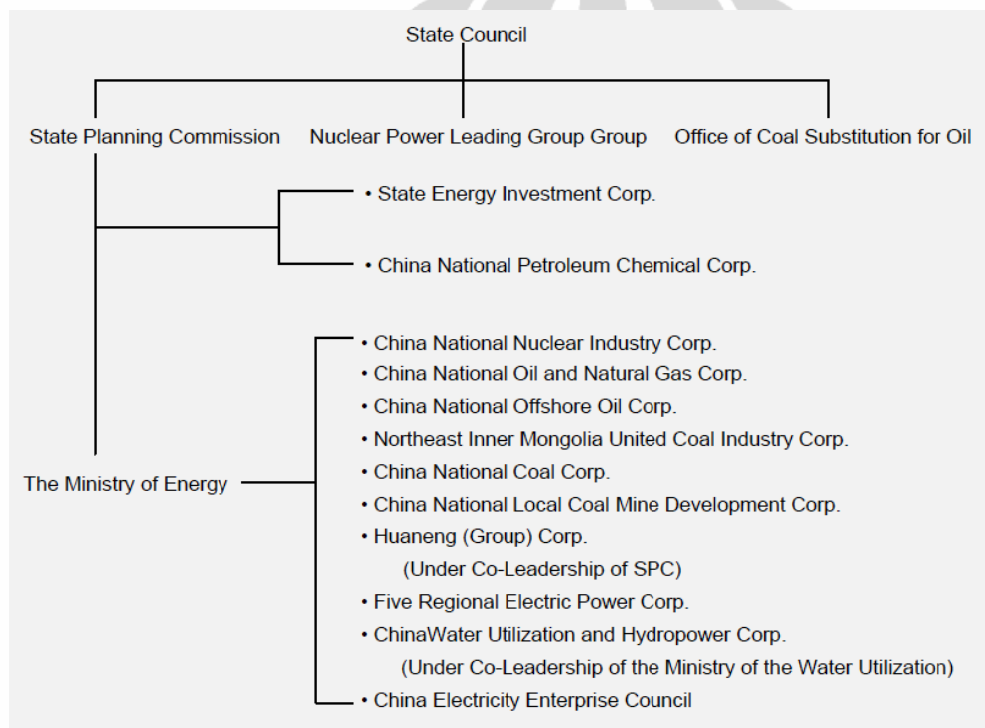 State Council
State Planning Commission Nuclear Power Leading Group Group Office of Coal Substitution for Oil
• State Energy Investment Corp.
• China National Petroleum Chemical Corp.
• China National Nuclear Industry Corp.
• China National Oil and Natural Gas Corp.
• China National Offshore Oil Corp.
• Northeast Inner Mongolia United Coal Industry Corp.
• China National Coal Corp.
The Ministry of Energy
• China National Local Coal Mine Development Corp.
• Huaneng (Group) Corp.
(Under Co-Leadership of SPC)
• Five Regional Electric Power Corp.
• ChinaWater Utilization and Hydropower Corp.
(Under Co-Leadership of the Ministry of the Water Utilization)
• China Electricity Enterprise Council